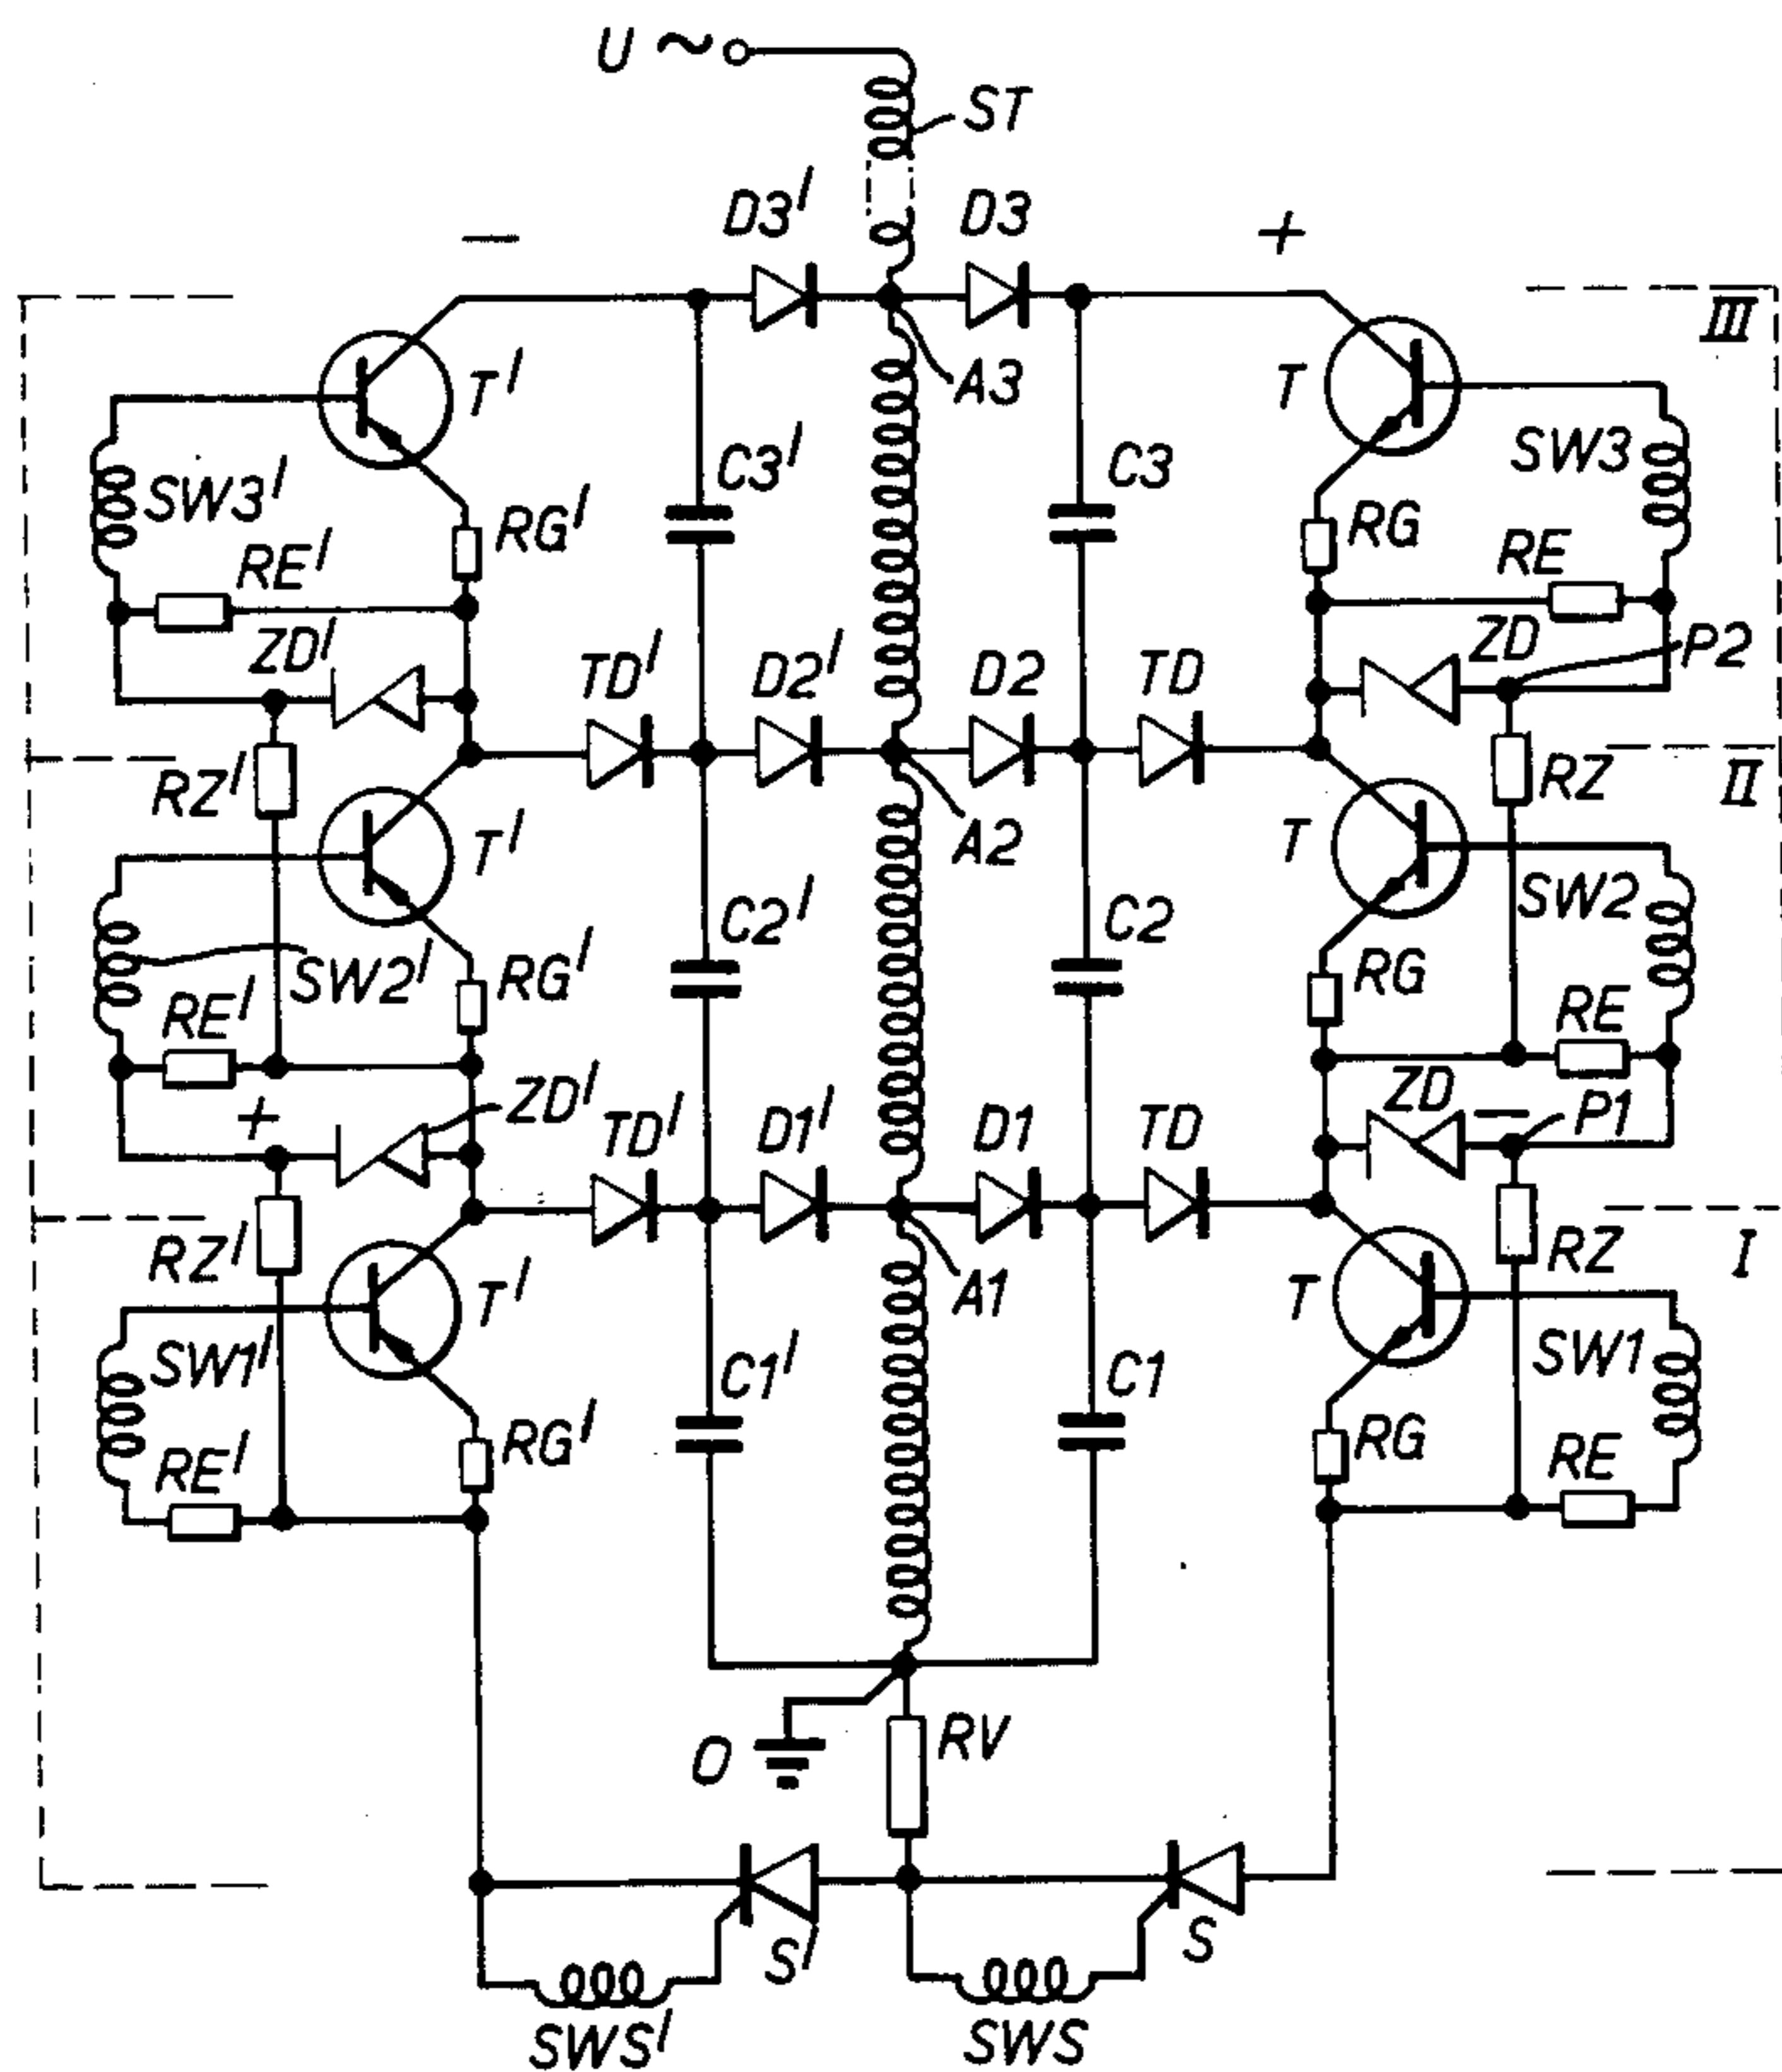 U ~
ST
D3' D3
− +
III
T' A3 T
SW3' C3' C3 SW3
RG' RG
RE' RE
ZD' TD' D2' D2 TD ZD P2
RZ' RZ II
T' A2 T
C2' C2 SW2
SW2' RG' RG
RE' RE
+ ZD' TD' D1' D1 TD ZD − P1
RZ' RZ I
T' A1 T
SW1' C1' C1 SW1
RG' RG
RE' RE
O RV
S' S
SWS' SWS